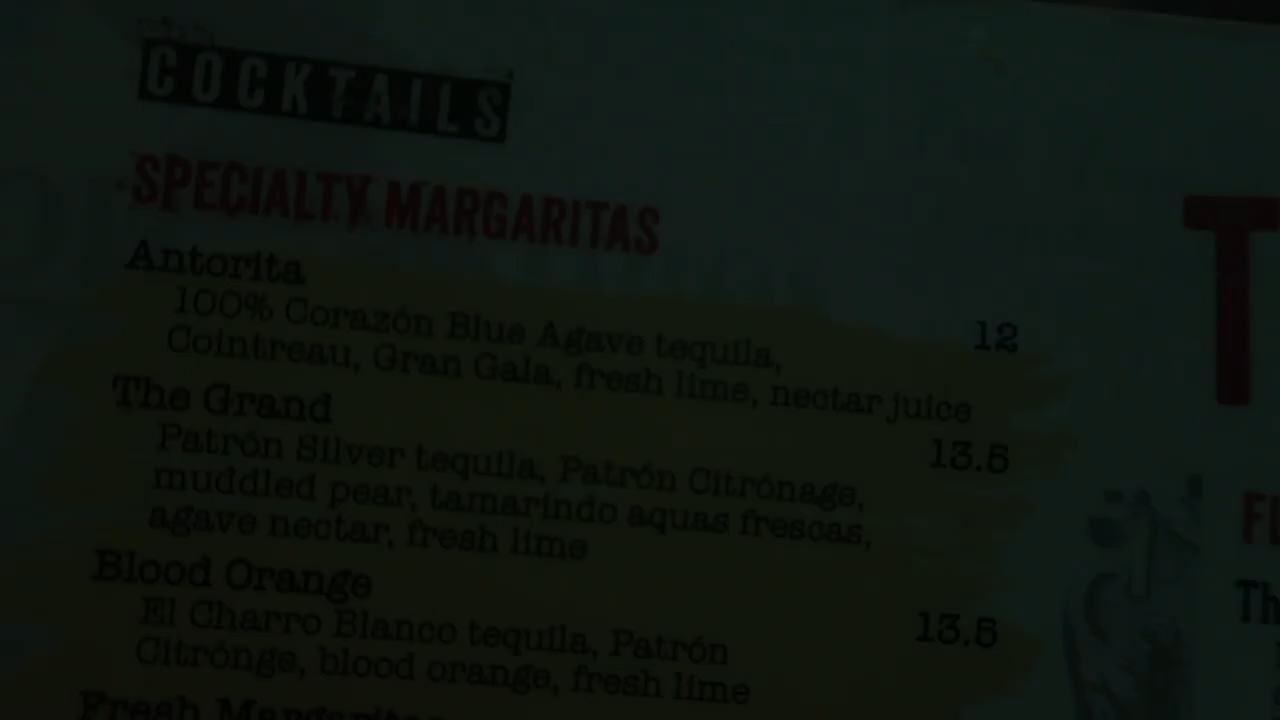 COCKTAILS
SPECIALTY MARGARITAS
Antorita
12
100% Corazón Blue Agave tequila,
Cointreau, Gran Gala, fresh lime, nectar juice
The Grand
13.5
Patrón Silver tequila, Patrón Citrónage,
muddled pear, tamarindo aquas frescas,
agave nectar, fresh lime
Blood Orange
13.5
El Charro Blanco tequila, Patrón
Citrónge, blood orange, fresh lime
Fresh Margaritas
T